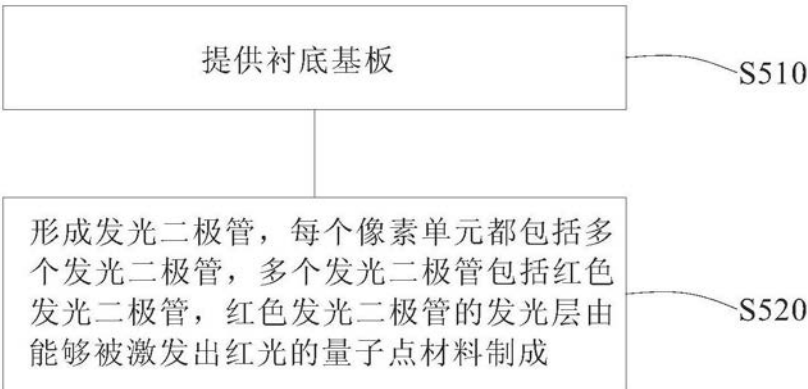 提供衬底基板
S510
形成发光二极管，每个像素单元都包括多
个发光二极管，多个发光二极管包括红色
发光二极管，红色发光二极管的发光层由
能够被激发出红光的量子点材料制成
S520